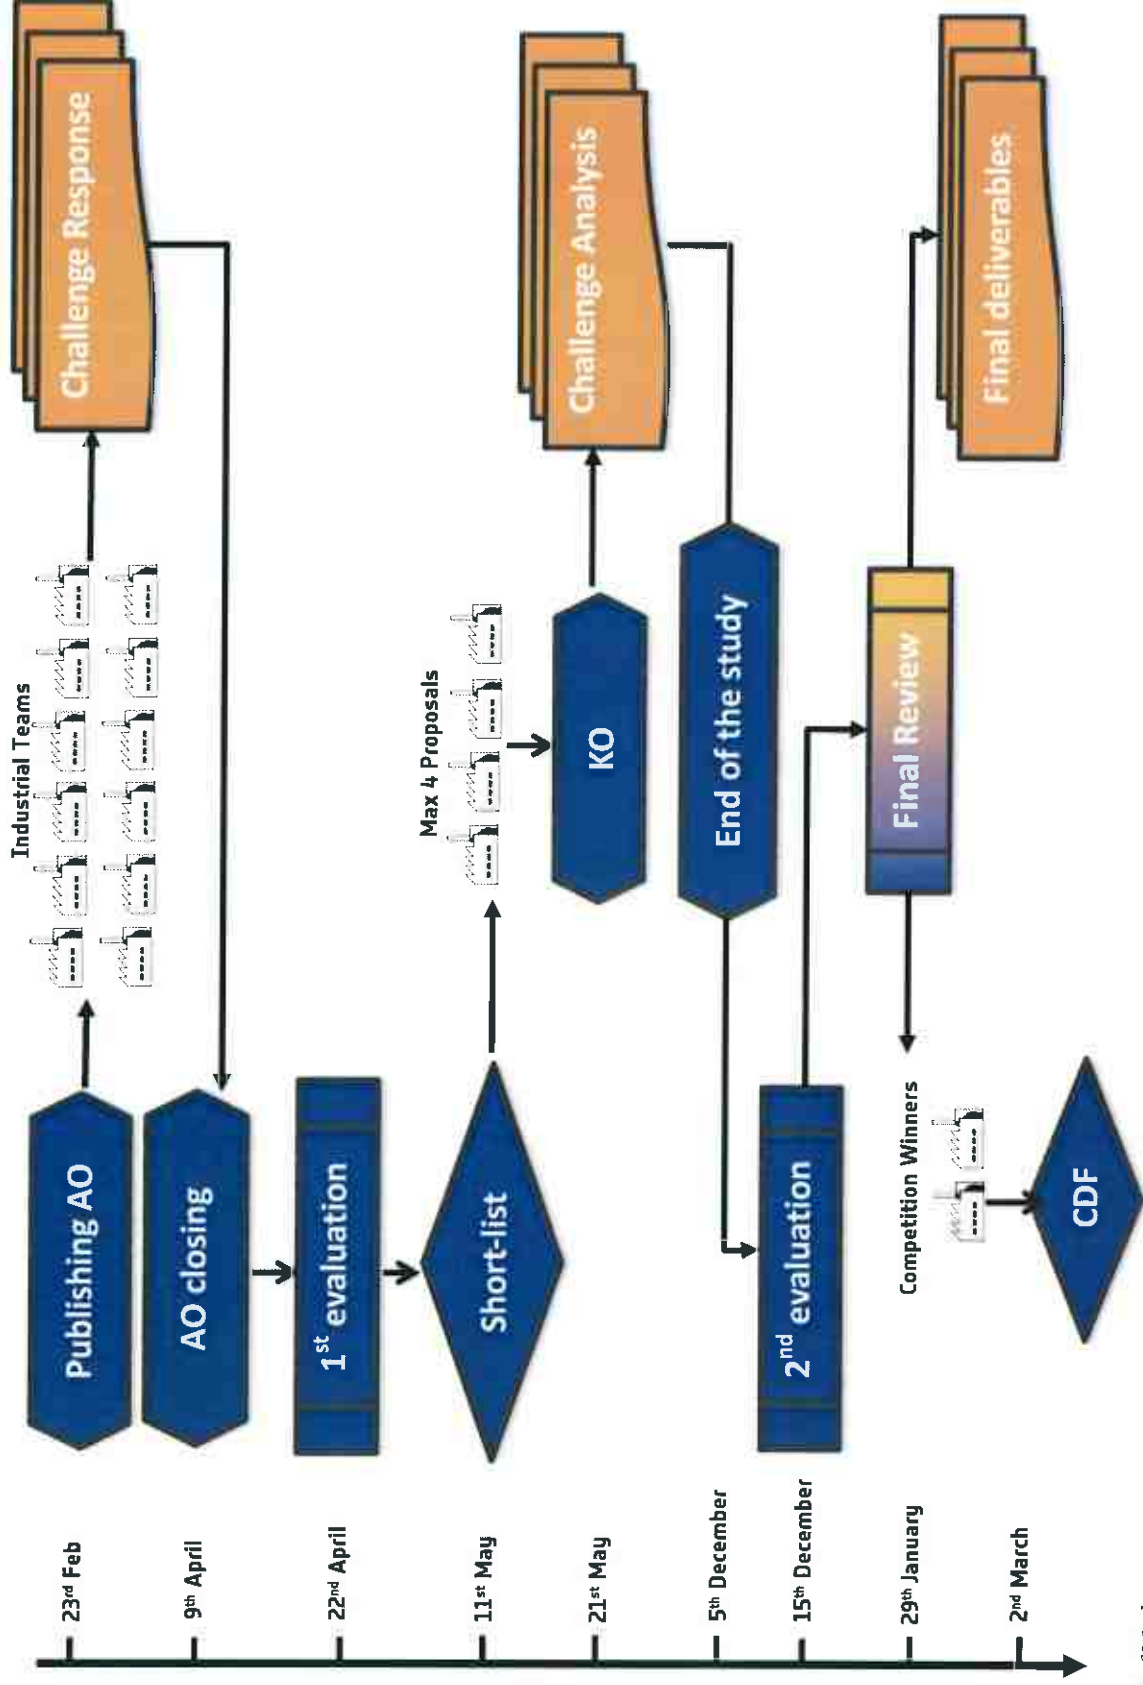 23rd Feb
9th April
22nd April
11st May
21st May
5th December
15th December
29th January
2nd March
Publishing AO
Industrial Teams
Challenge Response
AO closing
1st evaluation
Short-list
Max 4 Proposals
KO
Challenge Analysis
End of the study
2nd evaluation
Final Review
Final deliverables
Competition Winners
CDF